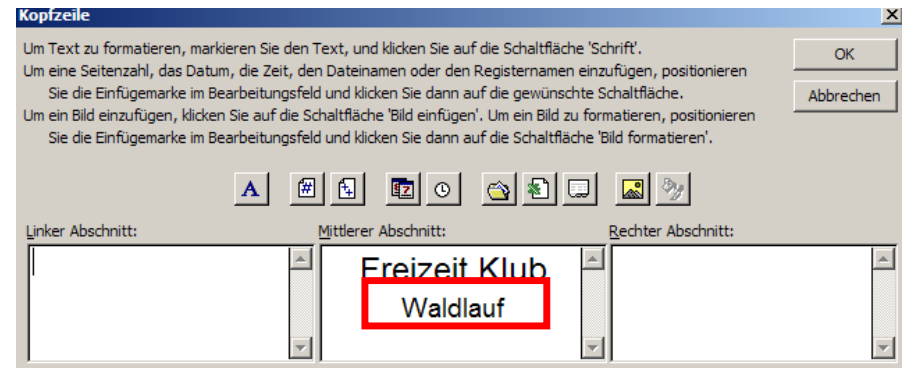 Kopfzeile
Um Text zu formatieren, markieren Sie den Text, und klicken Sie auf die Schaltfläche 'Schrift'.
Um eine Seitenzahl, das Datum, die Zeit, den Dateinamen oder den Registernamen einzufügen, positionieren
Sie die Einfügemarke im Bearbeitungsfeld und klicken Sie dann auf die gewünschte Schaltfläche.
Um ein Bild einzufügen, klicken Sie auf die Schaltfläche 'Bild einfügen'. Um ein Bild zu formatieren, positionieren
Sie die Einfügemarke im Bearbeitungsfeld und klicken Sie dann auf die Schaltfläche 'Bild formatieren'.
OK
Abbrechen
A
Linker Abschnitt:
Mittlerer Abschnitt:
Rechter Abschnitt:
Freizeit Klub
Waldlauf